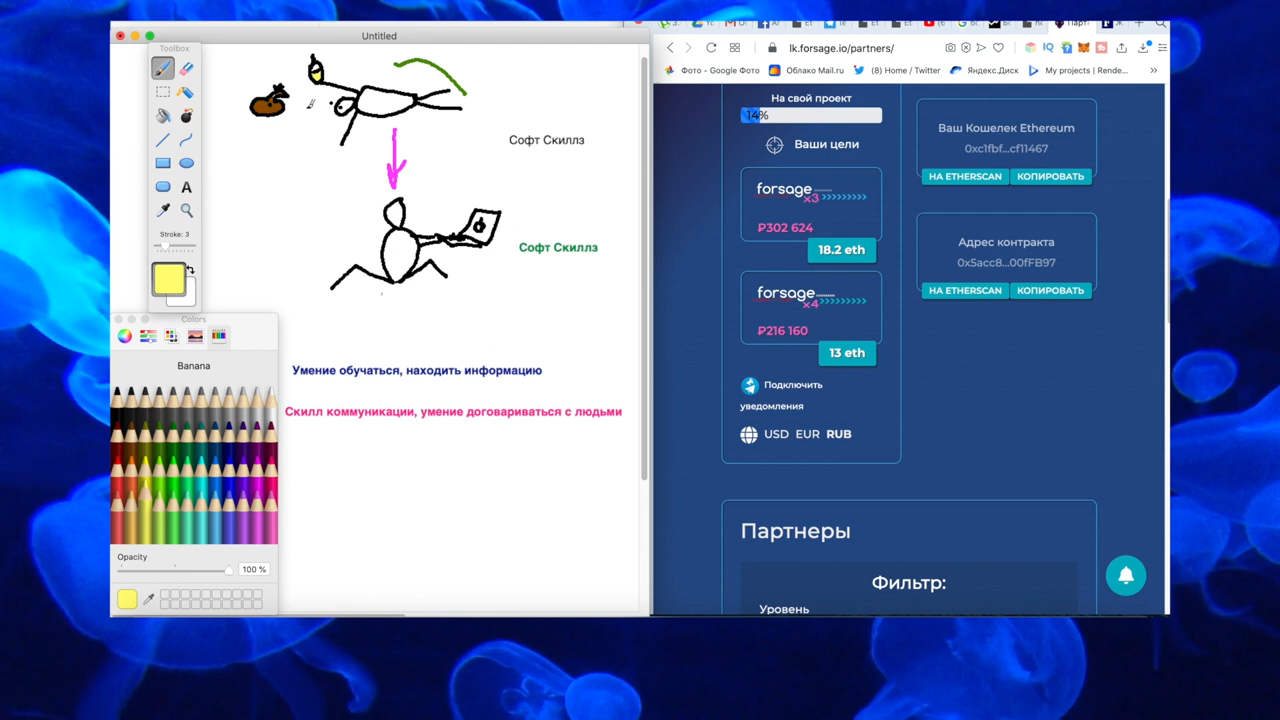 Untitled
Toolbox
Stroke: 3
Colors
Banana
Opacity
100 %
Софт Скиллз
Софт Скиллз
Умение обучаться, находить информацию
Скилл коммуникации, умение договариваться с людьми
lk.forsage.io/partners/
Фото - Google Фото
Облако Mail.ru
(8) Home / Twitter
Яндекс.Диск
My projects | Rende...
На свой проект
14%
Ваши цели
forsage
x3
₽302 624
18.2 eth
forsage
x4
₽216 160
13 eth
Подключить
уведомления
USD EUR RUB
Ваш Кошелек Ethereum
0xc1fbf...cf11467
НА ETHERSCAN
КОПИРОВАТЬ
Адрес контракта
0x5acc8...00fFB97
НА ETHERSCAN
КОПИРОВАТЬ
Партнеры
Фильтр:
Уровень